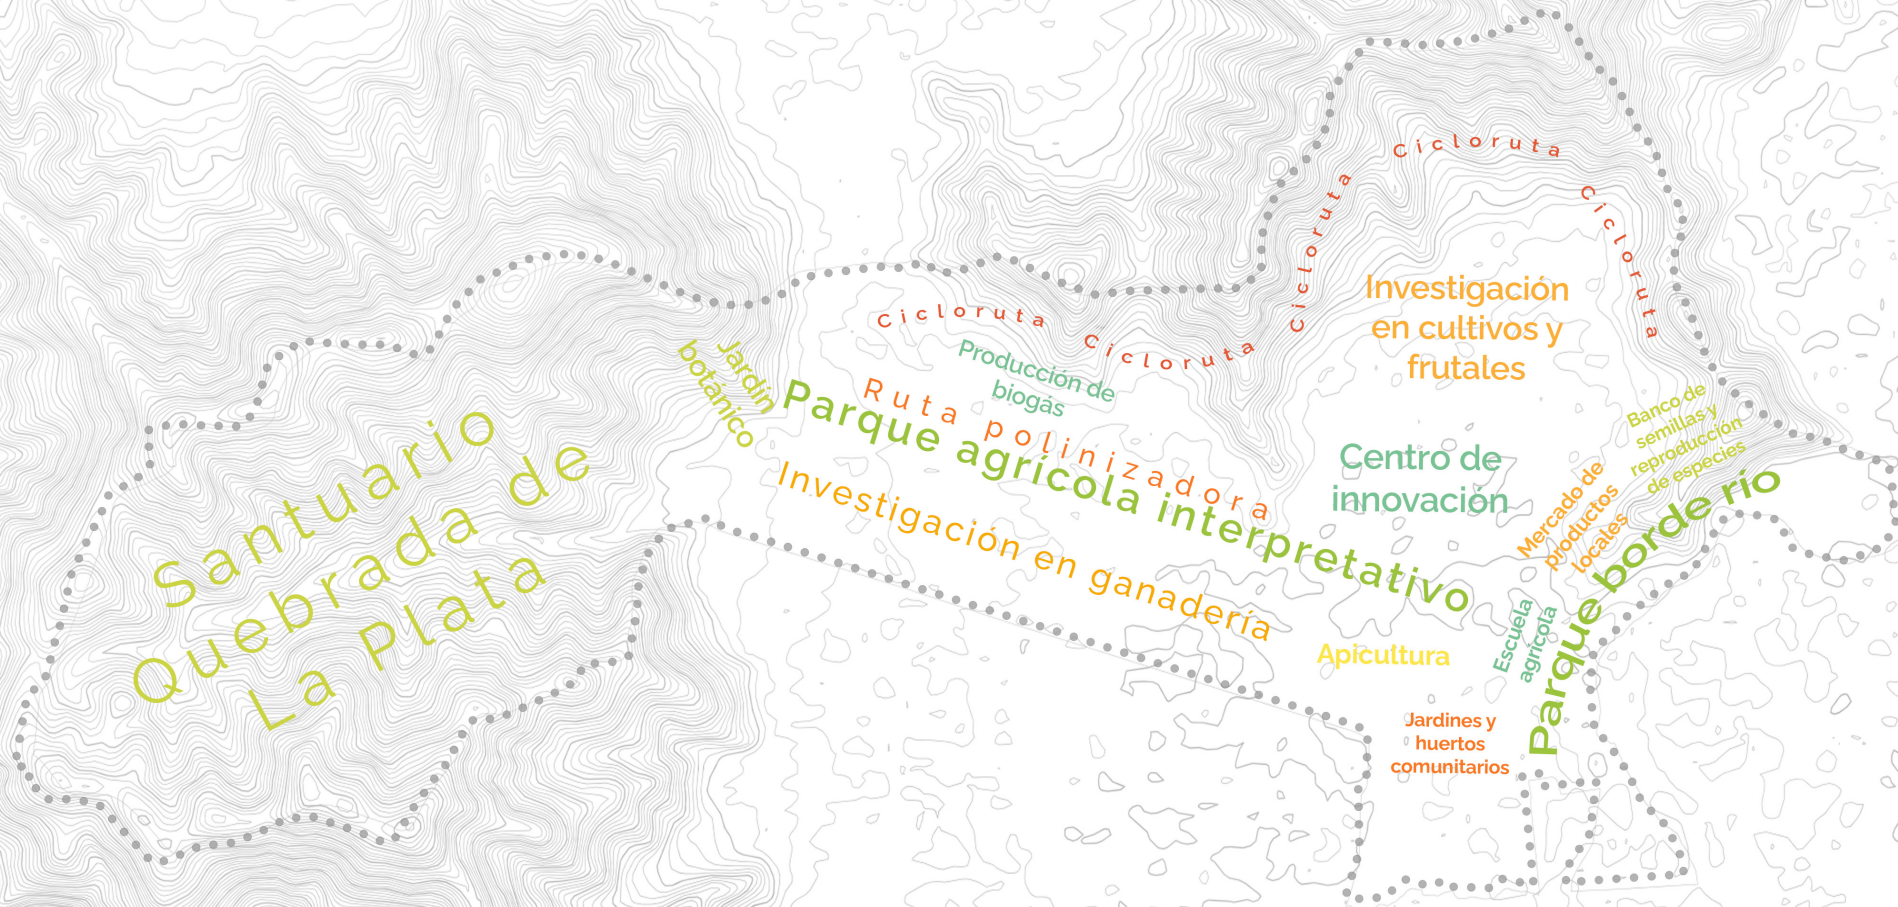 Santuario
Quebrada de
La Plata
Jardín
botánico
Cicloruta
Cicloruta
Cicloruta
Cicloruta
Cicloruta
Producción de
biogás
Ruta polinizadora
Parque agrícola interpretativo
Investigación en ganadería
Investigación
en cultivos y
frutales
Centro de
innovación
Banco de
semillas y
reproducción
de especies
Mercado de
productos
locales
Parque borde río
Escuela
agrícola
Apicultura
Jardines y
huertos
comunitarios